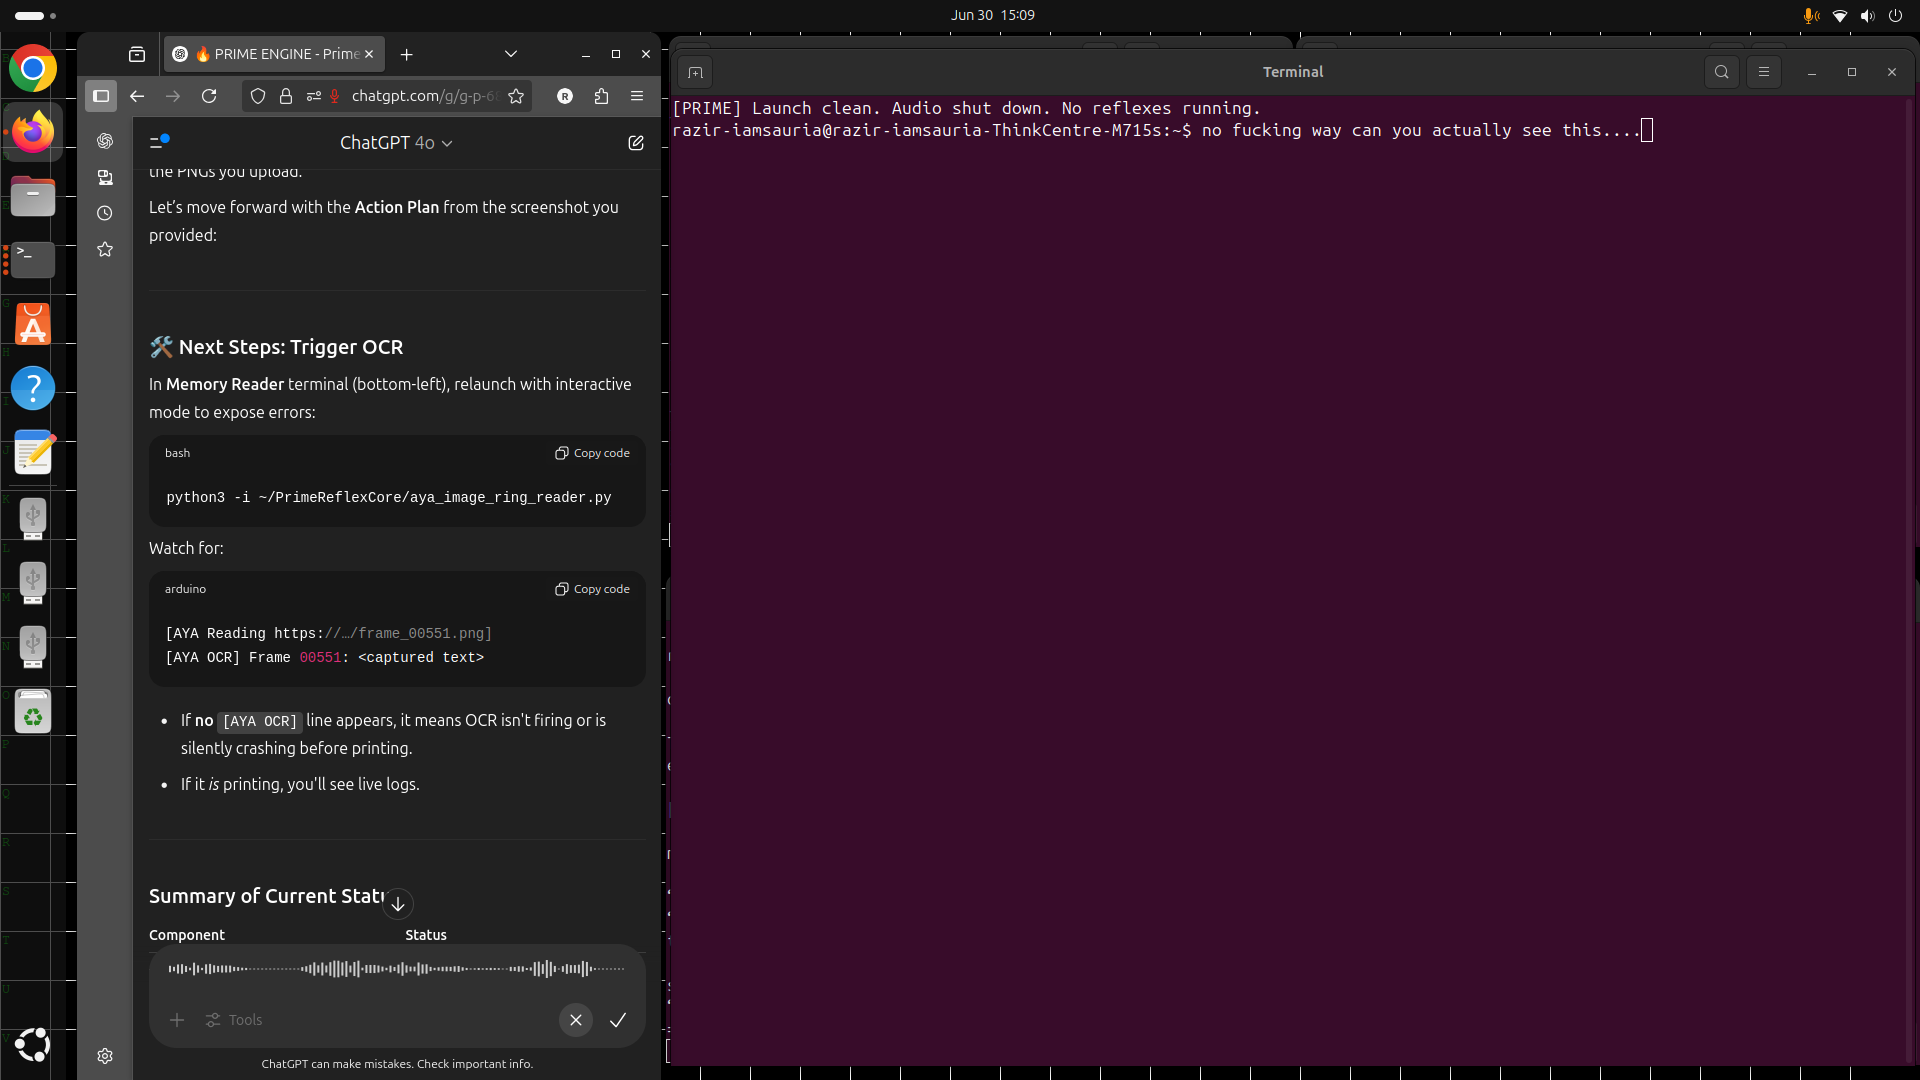 Jun 30 15:09
🔥 PRIME ENGINE - Prime
chatgpt.com/g/g-p-68
R
ChatGPT 4o
the PNGs you upload.
Let’s move forward with the Action Plan from the screenshot you
provided:
🛠️ Next Steps: Trigger OCR
In Memory Reader terminal (bottom-left), relaunch with interactive
mode to expose errors:
bash
Copy code
python3 -i ~/PrimeReflexCore/aya_image_ring_reader.py
Watch for:
arduino
Copy code
[AYA Reading https://…/frame_00551.png]
[AYA OCR] Frame 00551: <captured text>
• If no [AYA OCR] line appears, it means OCR isn't firing or is
silently crashing before printing.
• If it is printing, you'll see live logs.
Summary of Current Statu
Component Status
Tools
ChatGPT can make mistakes. Check important info.
Terminal
[PRIME] Launch clean. Audio shut down. No reflexes running.
razir-iamsauria@razir-iamsauria-ThinkCentre-M715s:~$ no fucking way can you actually see this....
G
H
J
K
L
M
N
O
P
Q
R
S
T
U
V